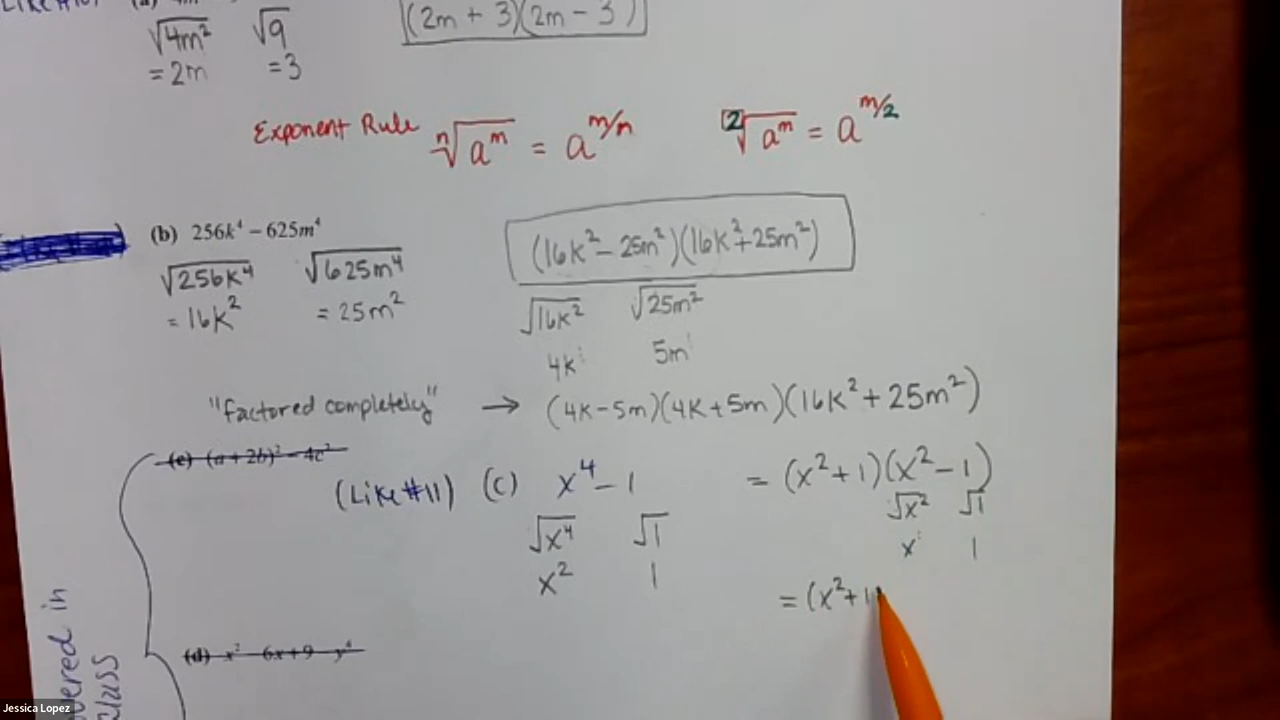 √4m² √9 (2m + 3)(2m - 3)
= 2m = 3
Exponent Rule ⁿ√aᵐ = a^(m/n) ²√aᵐ = a^(m/2)
(b) 256k⁴ – 625m⁴ (16k² – 25m²)(16k² + 25m²)
√256k⁴ √625m⁴ √16k² √25m²
= 16k² = 25m² 4k 5m
"factored completely" → (4k - 5m)(4k + 5m)(16k² + 25m²)
(c) (a + 2b)² – 4c²
(Like #11) (c) x⁴ - 1 = (x² + 1)(x² - 1)
√x⁴ √1 √x² √1
x² 1 x 1
= (x² + 1
(d) x² – 6x + 9 – y⁴
in
class
Jessica Lopez